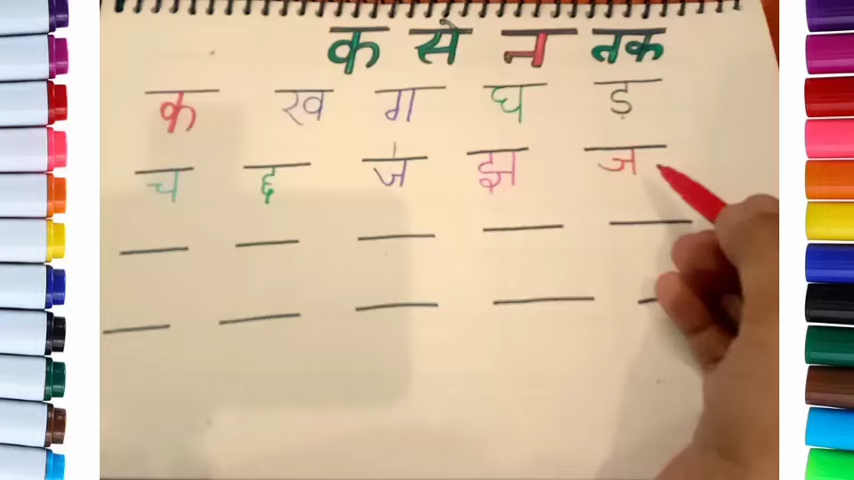 क से न तक
क ख ग घ ड़
च छ ज झ ज